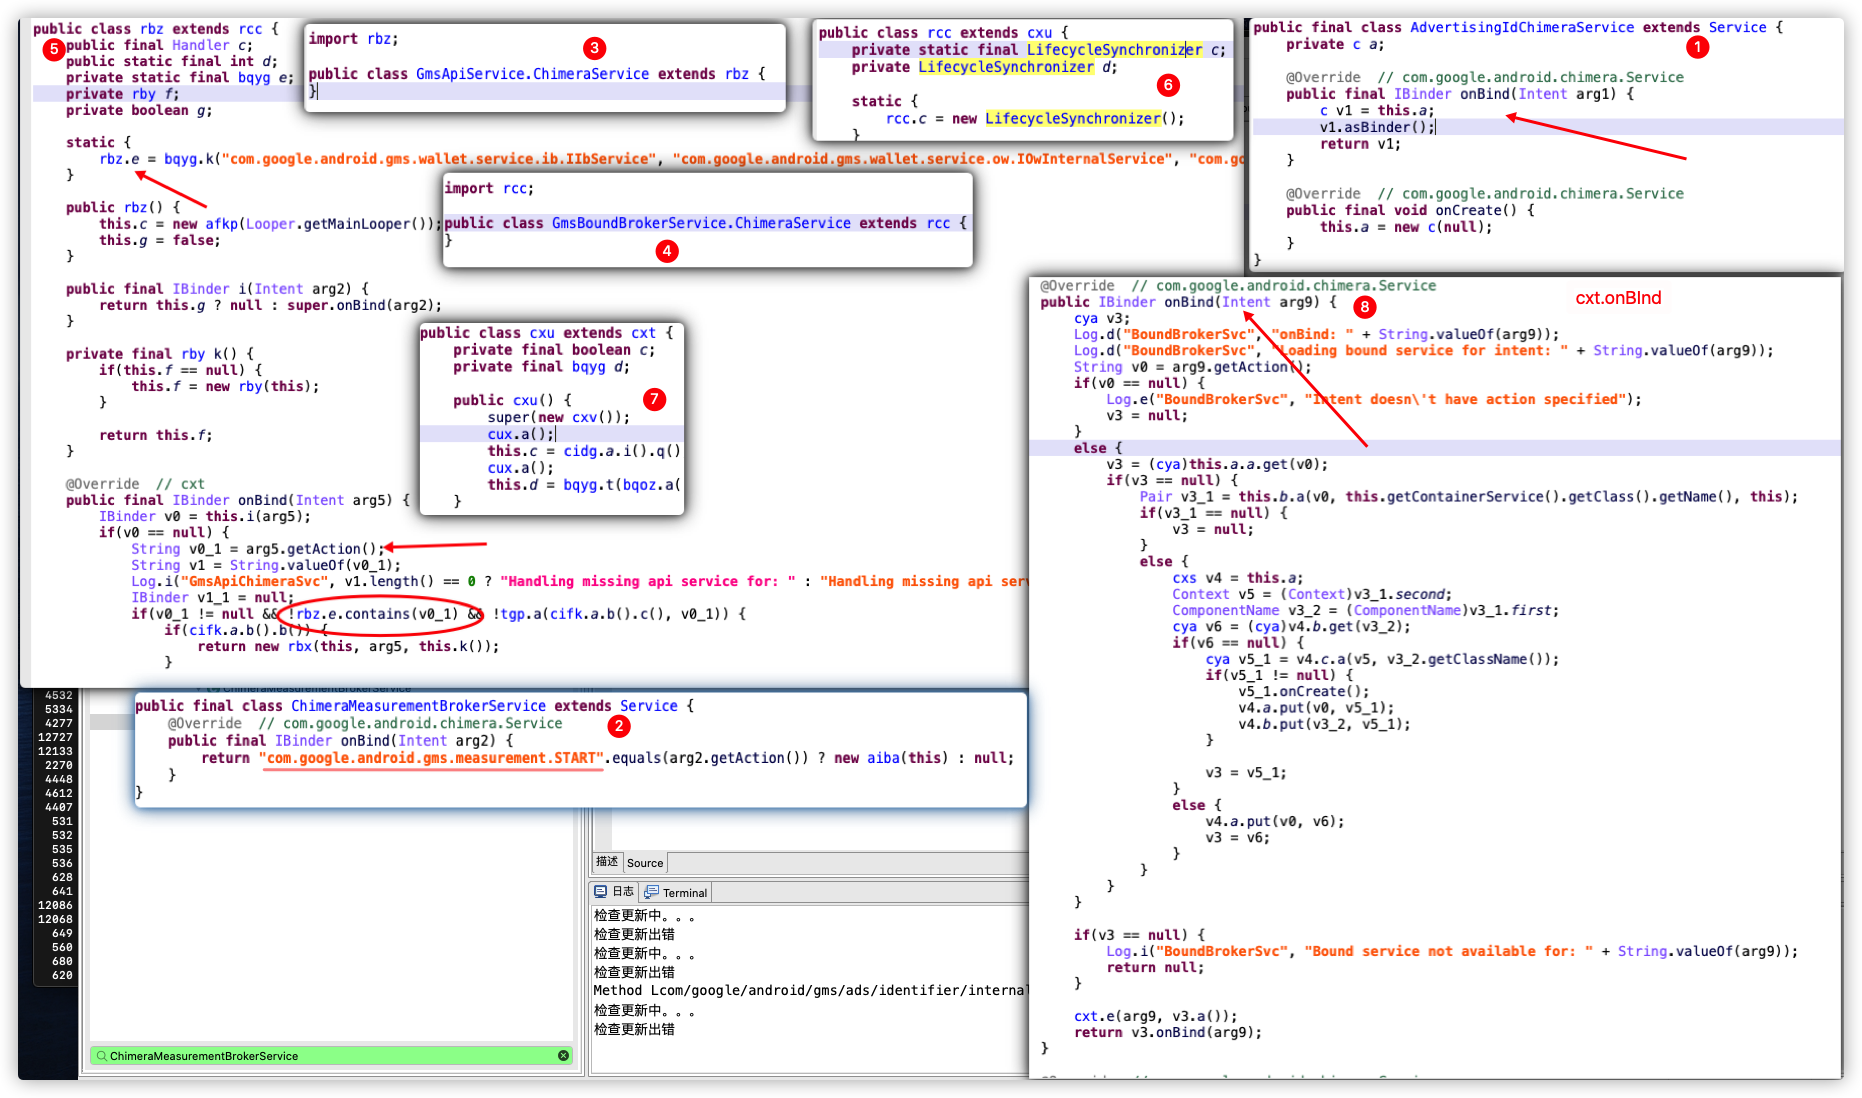 public class rbz extends rcc {
5
public final Handler c;
public static final int d;
private static final bqyg e;
private rby f;
private boolean g;
static {
rbz.e = bqyg.k("com.google.android.gms.wallet.service.ib.IIbService", "com.google.android.gms.wallet.service.ow.IOwInternalService", "com.go
}
public rbz() {
this.c = new afkp(Looper.getMainLooper());
this.g = false;
}
public final IBinder i(Intent arg2) {
return this.g ? null : super.onBind(arg2);
}
private final rby k() {
if(this.f == null) {
this.f = new rby(this);
}
return this.f;
}
@Override  // cxt
public final IBinder onBind(Intent arg5) {
IBinder v0 = this.i(arg5);
if(v0 == null) {
String v0_1 = arg5.getAction();
String v1 = String.valueOf(v0_1);
Log.i("GmsApiChimeraSvc", v1.length() == 0 ? "Handling missing api service for: " : "Handling missing api serv
IBinder v1_1 = null;
if(v0_1 != null && !rbz.e.contains(v0_1) && !tgp.a(cifk.a.b().c(), v0_1)) {
if(cifk.a.b().b()) {
return new rbx(this, arg5, this.k());
}
import rbz;
3
public class GmsApiService.ChimeraService extends rbz {
}
import rcc;
public class GmsBoundBrokerService.ChimeraService extends rcc {
}
4
public class cxu extends cxt {
private final boolean c;
private final bqyg d;
7
public cxu() {
super(new cxv());
cux.a();
this.c = cidg.a.i().q()
cux.a();
this.d = bqyg.t(bqoz.a(
}
public class rcc extends cxu {
private static final LifecycleSynchronizer c;
private LifecycleSynchronizer d;
6
static {
rcc.c = new LifecycleSynchronizer();
}
public final class AdvertisingIdChimeraService extends Service {
private c a;
1
@Override  // com.google.android.chimera.Service
public final IBinder onBind(Intent arg1) {
c v1 = this.a;
v1.asBinder();
return v1;
}
@Override  // com.google.android.chimera.Service
public final void onCreate() {
this.a = new c(null);
}
}
@Override  // com.google.android.chimera.Service
cxt.onBInd
public IBinder onBind(Intent arg9) {
8
cya v3;
Log.d("BoundBrokerSvc", "onBind: " + String.valueOf(arg9));
Log.d("BoundBrokerSvc", "Loading bound service for intent: " + String.valueOf(arg9));
String v0 = arg9.getAction();
if(v0 == null) {
Log.e("BoundBrokerSvc", "Intent doesn\'t have action specified");
v3 = null;
}
else {
v3 = (cya)this.a.a.get(v0);
if(v3 == null) {
Pair v3_1 = this.b.a(v0, this.getContainerService().getClass().getName(), this);
if(v3_1 == null) {
v3 = null;
}
else {
cxs v4 = this.a;
Context v5 = (Context)v3_1.second;
ComponentName v3_2 = (ComponentName)v3_1.first;
cya v6 = (cya)v4.b.get(v3_2);
if(v6 == null) {
cya v5_1 = v4.c.a(v5, v3_2.getClassName());
if(v5_1 != null) {
v5_1.onCreate();
v4.a.put(v0, v5_1);
v4.b.put(v3_2, v5_1);
}
v3 = v5_1;
}
else {
v4.a.put(v0, v6);
v3 = v6;
}
}
}
}
if(v3 == null) {
Log.i("BoundBrokerSvc", "Bound service not available for: " + String.valueOf(arg9));
return null;
}
cxt.e(arg9, v3.a());
return v3.onBind(arg9);
}
ChimeraMeasurementBrokerService
public final class ChimeraMeasurementBrokerService extends Service {
@Override  // com.google.android.chimera.Service
2
public final IBinder onBind(Intent arg2) {
return "com.google.android.gms.measurement.START".equals(arg2.getAction()) ? new aiba(this) : null;
}
}
4532
5334
4277
12727
12133
2270
4448
4612
4407
531
532
535
536
628
641
12086
12068
649
560
680
620
描述 Source
日志 Terminal
检查更新中。。。
检查更新出错
检查更新中。。。
检查更新出错
Method Lcom/google/android/gms/ads/identifier/internal
检查更新中。。。
检查更新出错
ChimeraMeasurementBrokerService